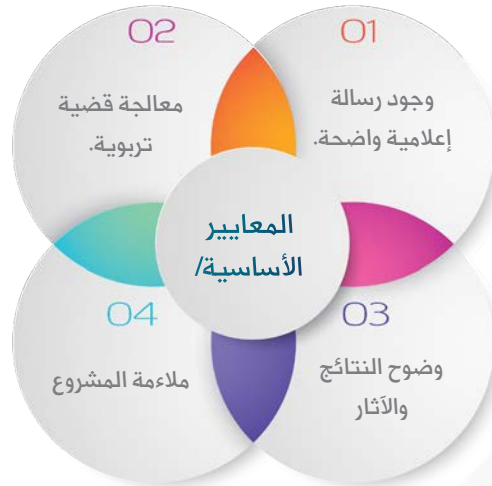 01
وجود رسالة
إعلامية واضحة.
02
معالجة قضية
تربوية.
المعايير
الأساسية/
03
وضوح النتائج
والآثار
04
ملاءمة المشروع